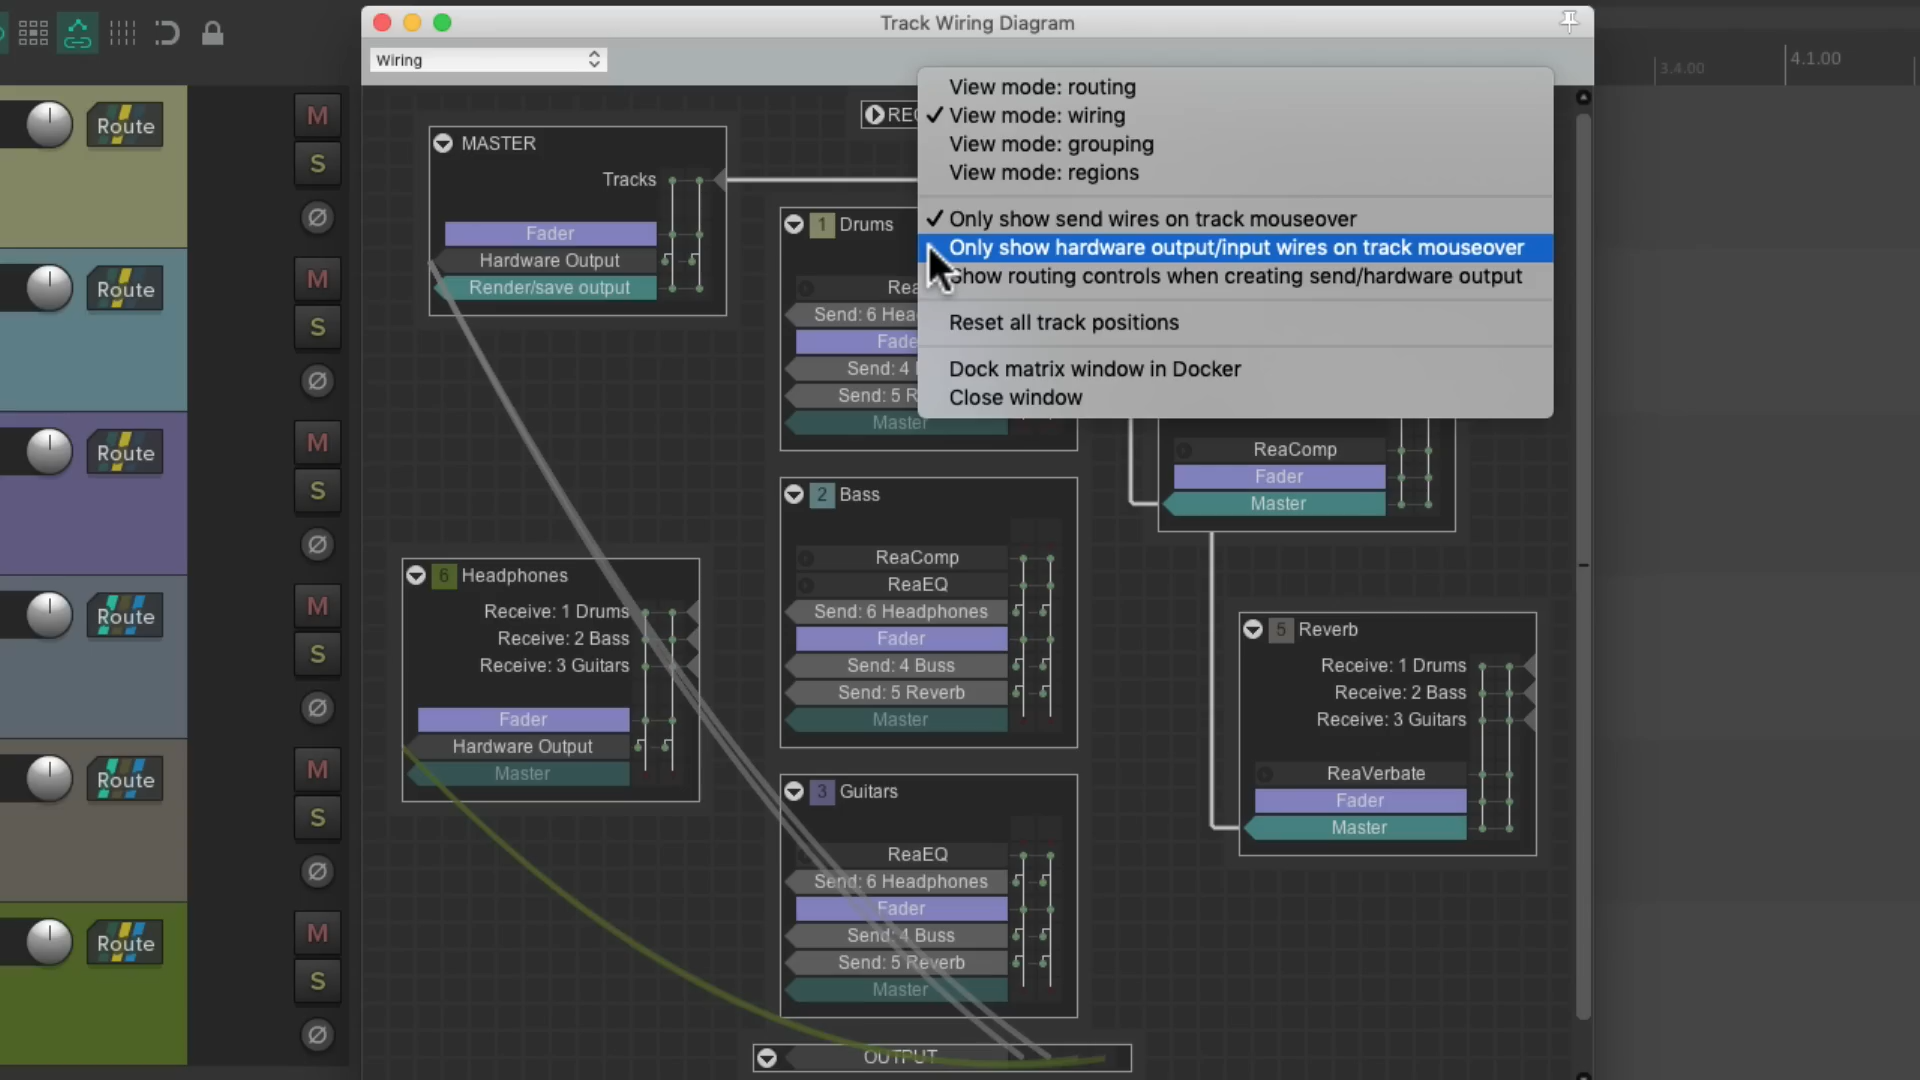 Track Wiring Diagram
Wiring
3.4.00
4.1.00
View mode: routing
View mode: wiring
View mode: grouping
View mode: regions
Only show send wires on track mouseover
Only show hardware output/input wires on track mouseover
Show routing controls when creating send/hardware output
Reset all track positions
Dock matrix window in Docker
Close window
Route
M
S
Route
M
S
Route
M
S
Route
M
S
Route
M
S
Route
M
S
MASTER
Tracks
Fader
Hardware Output
Render/save output
REC
1 Drums
Rea
Send: 6 Hea
Fade
Send: 4
Send: 5 R
Master
ReaComp
Fader
Master
2 Bass
ReaComp
ReaEQ
Send: 6 Headphones
Fader
Send: 4 Buss
Send: 5 Reverb
Master
6 Headphones
Receive: 1 Drums
Receive: 2 Bass
Receive: 3 Guitars
Fader
Hardware Output
Master
5 Reverb
Receive: 1 Drums
Receive: 2 Bass
Receive: 3 Guitars
ReaVerbate
Fader
Master
3 Guitars
ReaEQ
Send: 6 Headphones
Fader
Send: 4 Buss
Send: 5 Reverb
Master
OUTPUT